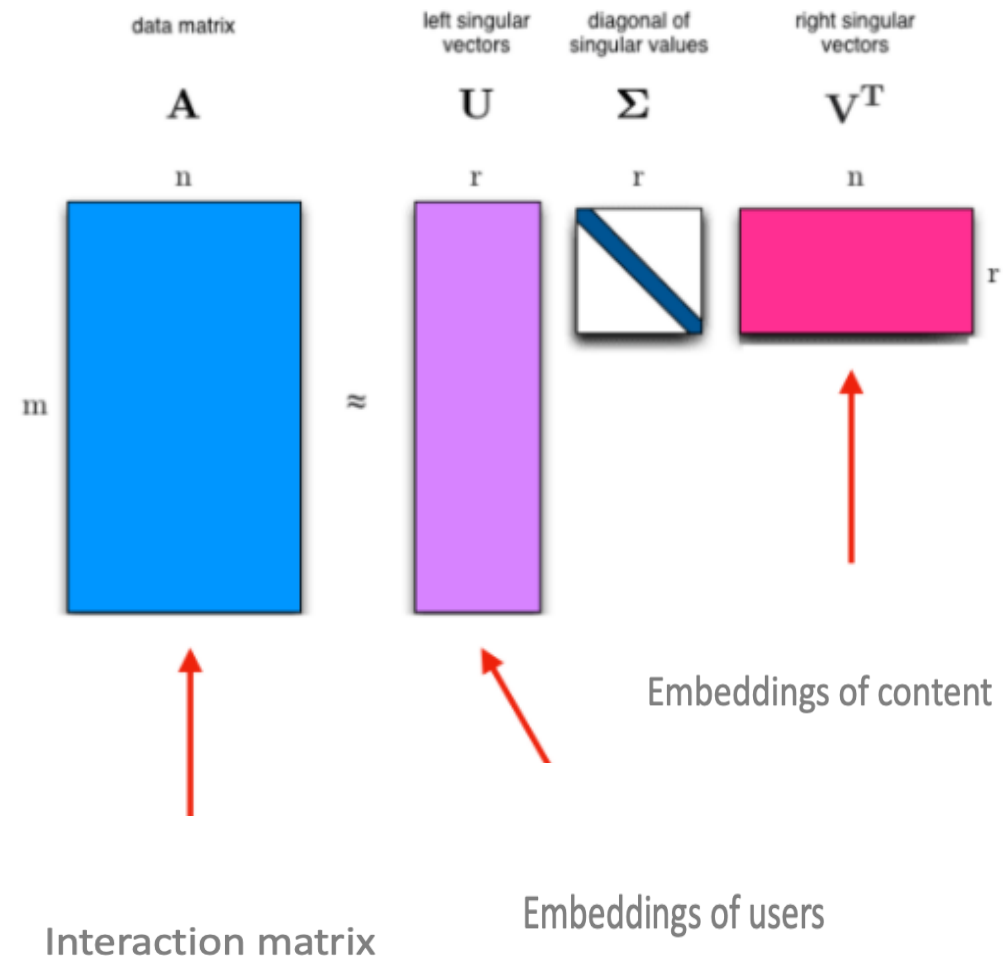 data matrix
left singular
vectors
diagonal of
singular values
right singular
vectors
A
U
Σ
V^T
n
r
r
n
r
m
≈
Embeddings of content
Embeddings of users
Interaction matrix